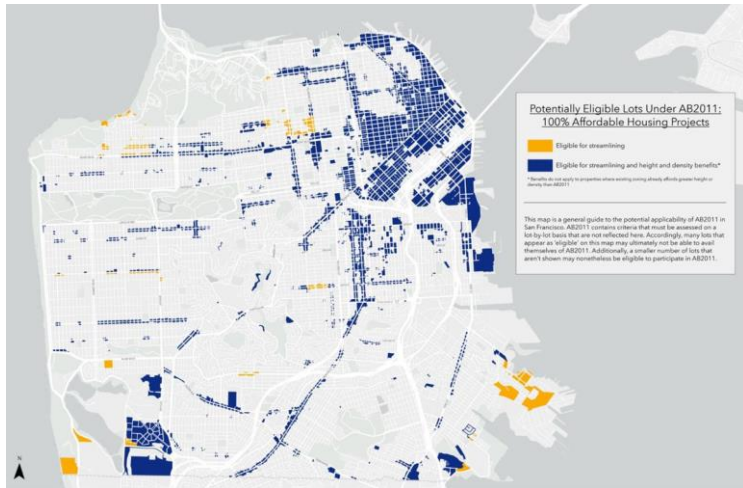 Potentially Eligible Lots Under AB2011:
100% Affordable Housing Projects
Eligible for streamlining
Eligible for streamlining and height and density benefits*
* Benefits do not apply to properties where existing zoning already affords greater height or
density than AB2011.
This map is a general guide to the potential applicability of AB2011 in
San Francisco. AB2011 contains criteria that must be assessed on a
lot-by-lot basis that are not reflected here. Accordingly, many lots that
appear as 'eligible' on this map may ultimately not be able to avail
themselves of AB2011. Additionally, a smaller number of lots that
aren't shown may nonetheless be eligible to participate in AB2011.
N